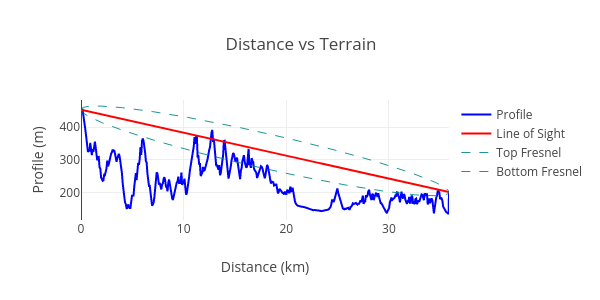 Distance vs Terrain
Profile (m)
400
300
200
0
10
20
30
Distance (km)
Profile
Line of Sight
Top Fresnel
Bottom Fresnel